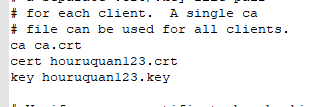 # for each client.  A single ca
# file can be used for all clients.
ca ca.crt
cert houruquan123.crt
key houruquan123.key